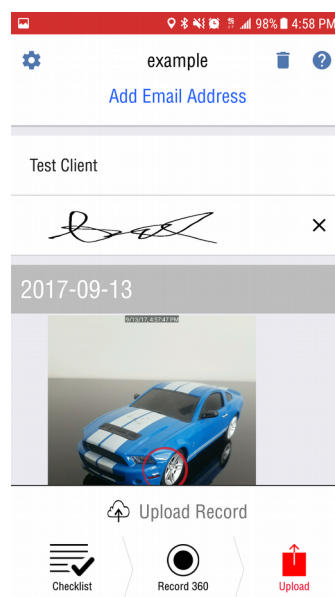 98% 4:58 PM
example
Add Email Address
Test Client
2017-09-13
9/13/17, 4:57:47 PM
Upload Record
Checklist
Record 360
Upload